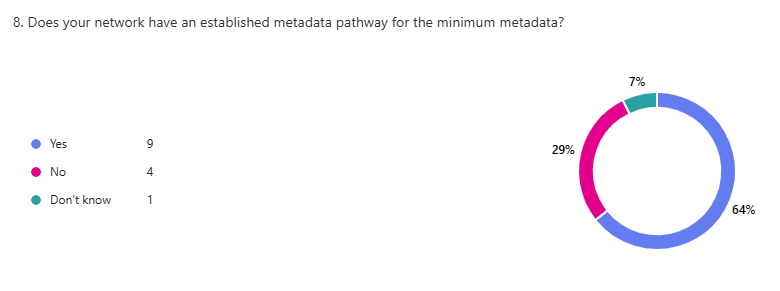 8. Does your network have an established metadata pathway for the minimum metadata?
Yes 9
No 4
Don't know 1
7%
29%
64%